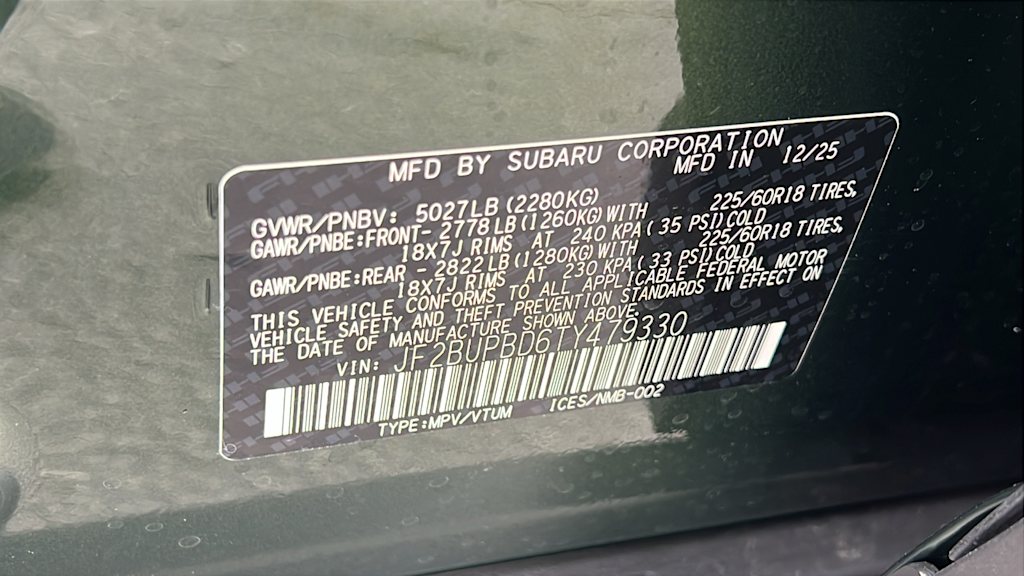 MFD BY SUBARU CORPORATION
MFD IN 12/25
GVWR/PNBV: 5027LB (2280KG)
GAWR/PNBE:FRONT- 2778LB (1260KG) WITH 225/60R18 TIRES,
18X7J RIMS AT 240 KPA ( 35 PSI) COLD
GAWR/PNBE:REAR - 2822LB (1280KG) WITH 225/60R18 TIRES,
18X7J RIMS AT 230 KPA ( 33 PSI) COLD
THIS VEHICLE CONFORMS TO ALL APPLICABLE FEDERAL MOTOR
VEHICLE SAFETY AND THEFT PREVENTION STANDARDS IN EFFECT ON
THE DATE OF MANUFACTURE SHOWN ABOVE.
VIN: JF2BUPBD6TY479330
TYPE:MPV/VTUM ICES/NMB-002